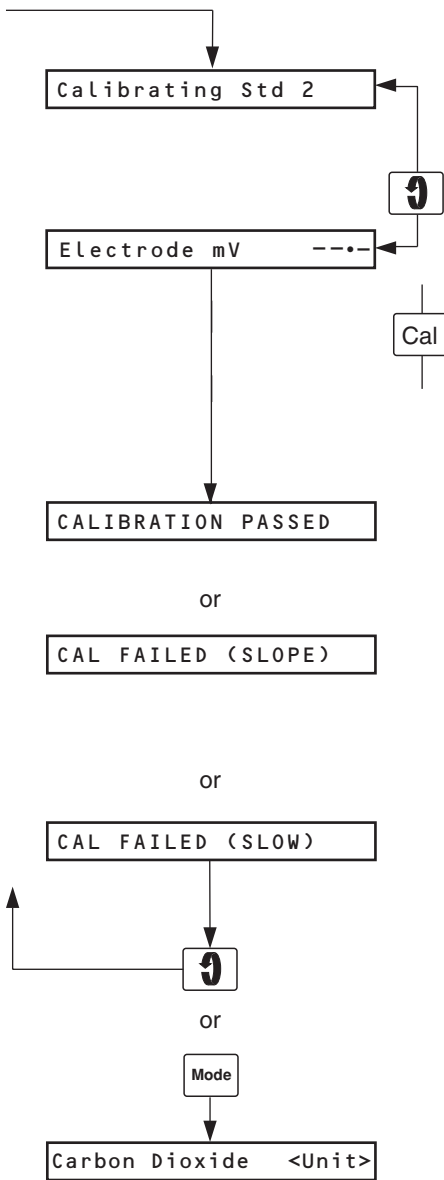 Calibrating Std 2
Electrode mV --.-
Cal
CALIBRATION PASSED
or
CAL FAILED (SLOPE)
or
CAL FAILED (SLOW)
or
Mode
Carbon Dioxide <Unit>